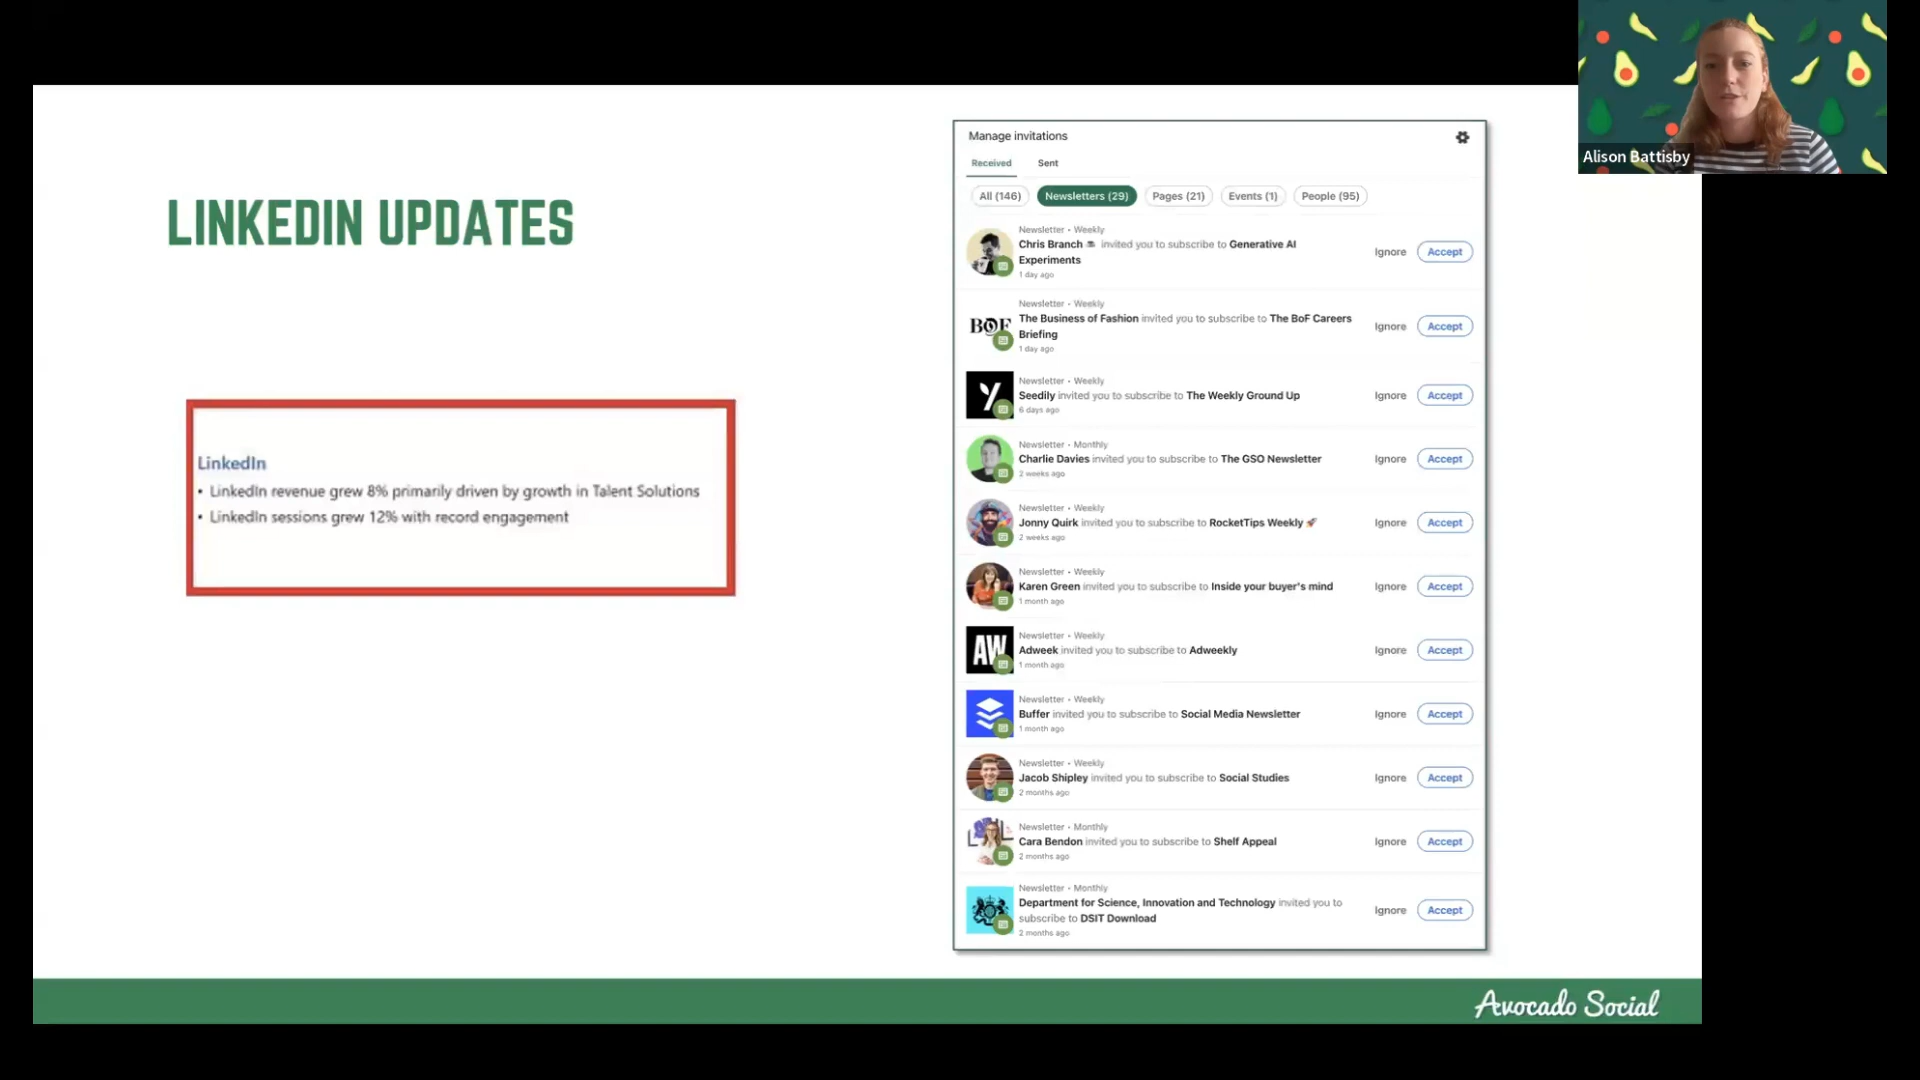 Alison Battisby
LINKEDIN UPDATES
LinkedIn
• LinkedIn revenue grew 8% primarily driven by growth in Talent Solutions
• LinkedIn sessions grew 12% with record engagement
Manage invitations
Received Sent
All (146) Newsletters (29) Pages (21) Events (1) People (95)
Newsletter • Weekly
Chris Branch invited you to subscribe to Generative AI
Experiments
1 day ago
Ignore Accept
BOF
Newsletter • Weekly
The Business of Fashion invited you to subscribe to The BoF Careers
Briefing
1 day ago
Ignore Accept
Newsletter • Weekly
Seedily invited you to subscribe to The Weekly Ground Up
6 days ago
Ignore Accept
Newsletter • Monthly
Charlie Davies invited you to subscribe to The GSO Newsletter
2 weeks ago
Ignore Accept
Newsletter • Weekly
Jonny Quirk invited you to subscribe to RocketTips Weekly 🚀
2 weeks ago
Ignore Accept
Newsletter • Weekly
Karen Green invited you to subscribe to Inside your buyer's mind
1 month ago
Ignore Accept
AW
Newsletter • Weekly
Adweek invited you to subscribe to Adweekly
1 month ago
Ignore Accept
Newsletter • Weekly
Buffer invited you to subscribe to Social Media Newsletter
1 month ago
Ignore Accept
Newsletter • Weekly
Jacob Shipley invited you to subscribe to Social Studies
2 months ago
Ignore Accept
Newsletter • Monthly
Cara Bendon invited you to subscribe to Shelf Appeal
2 months ago
Ignore Accept
Newsletter • Monthly
Department for Science, Innovation and Technology invited you to
subscribe to DSIT Download
2 months ago
Ignore Accept
Avocado Social